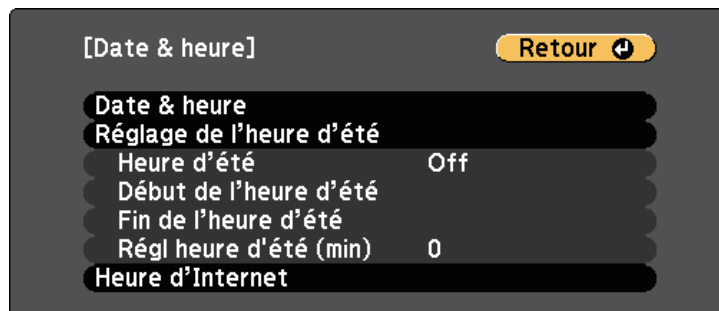 [Date & heure] Retour
Date & heure
Réglage de l’heure d’été
Heure d’été Off
Début de l’heure d’été
Fin de l’heure d’été
Régl heure d'été (min) 0
Heure d’Internet